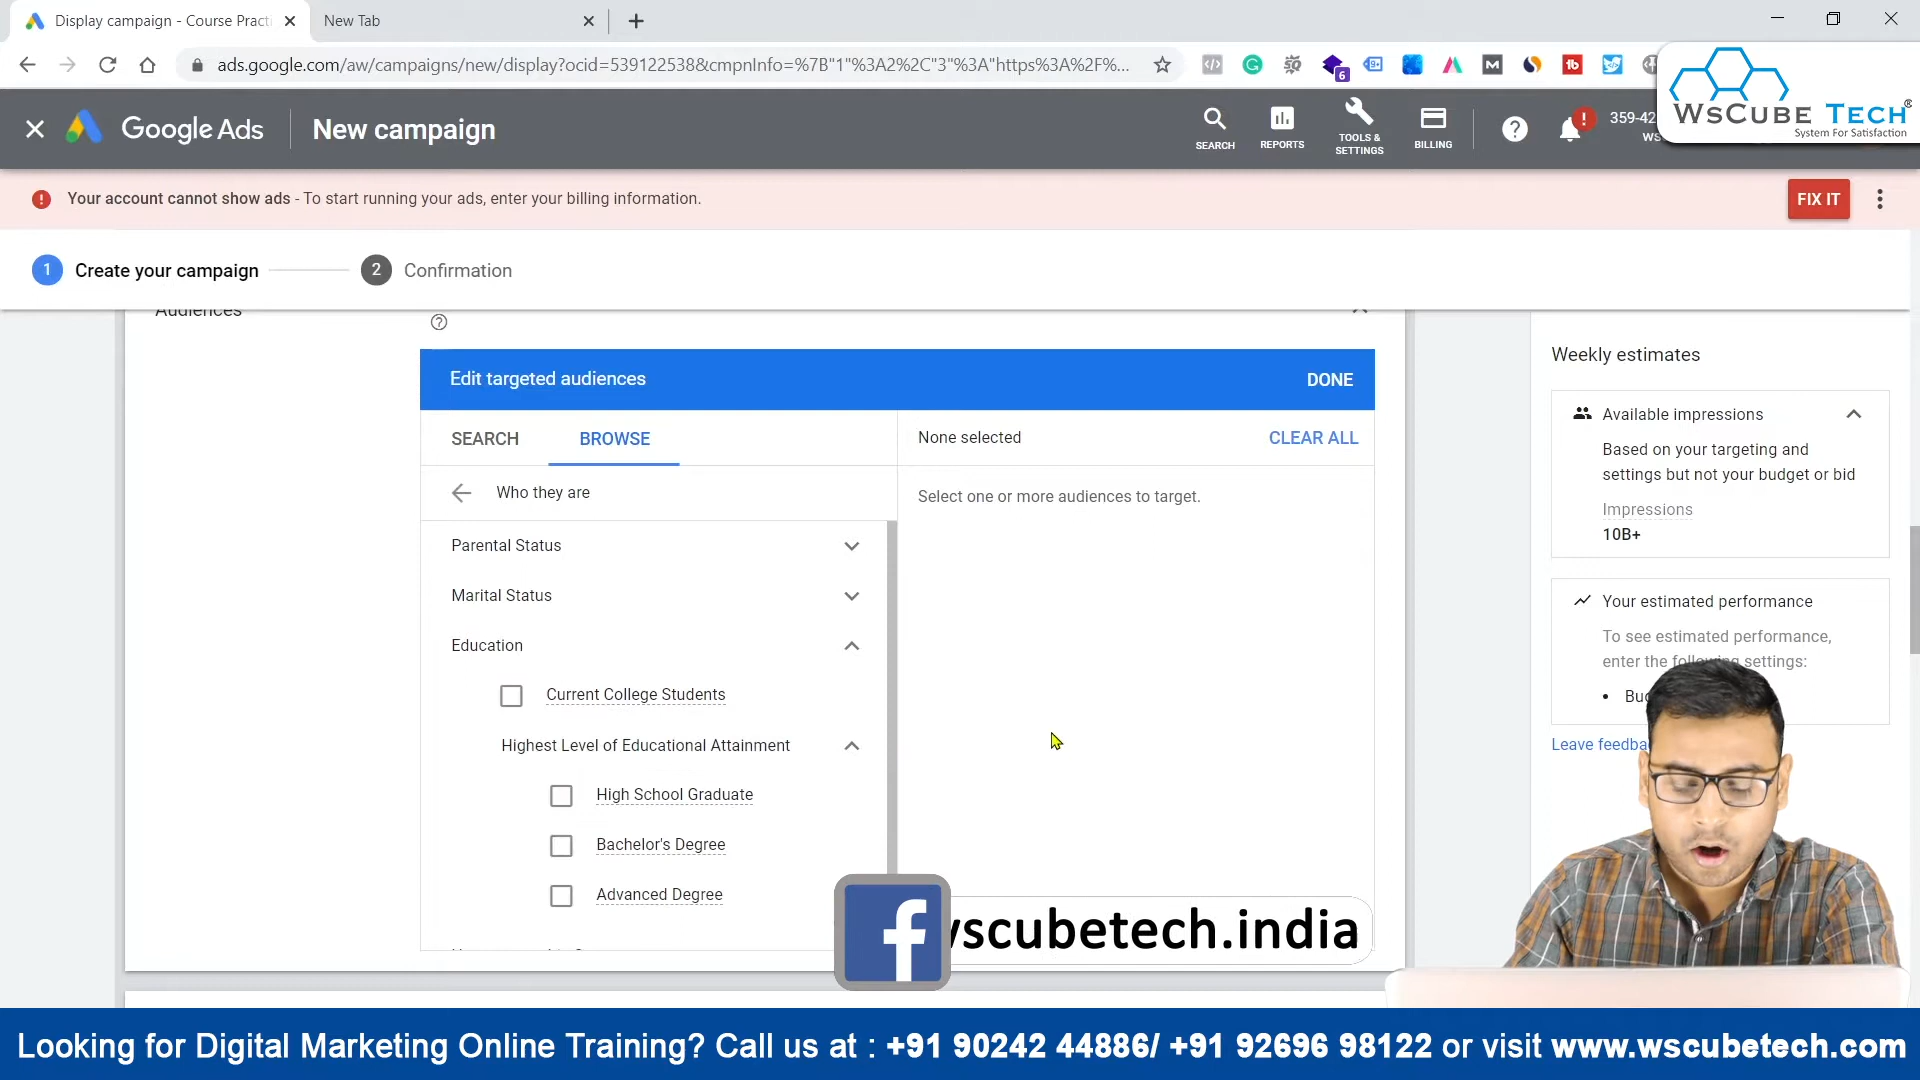 Display campaign - Course Practi
New Tab
ads.google.com/aw/campaigns/new/display?ocid=539122538&cmpnInfo=%7B"1"%3A2%2C"3"%3A"https%3A%2F%...
6
Google Ads
New campaign
SEARCH
REPORTS
TOOLS &
SETTINGS
BILLING
359-42
WS
WsCube Tech®
System For Satisfaction
Your account cannot show ads - To start running your ads, enter your billing information.
FIX IT
1 Create your campaign
2 Confirmation
Audiences
Edit targeted audiences
DONE
SEARCH
BROWSE
None selected
CLEAR ALL
Who they are
Select one or more audiences to target.
Parental Status
Marital Status
Education
Current College Students
Highest Level of Educational Attainment
High School Graduate
Bachelor's Degree
Advanced Degree
Weekly estimates
Available impressions
Based on your targeting and
settings but not your budget or bid
Impressions
10B+
Your estimated performance
To see estimated performance,
enter the following settings:
Leave feedba
f
wscubetech.india
Looking for Digital Marketing Online Training? Call us at : +91 90242 44886/ +91 92696 98122 or visit www.wscubetech.com